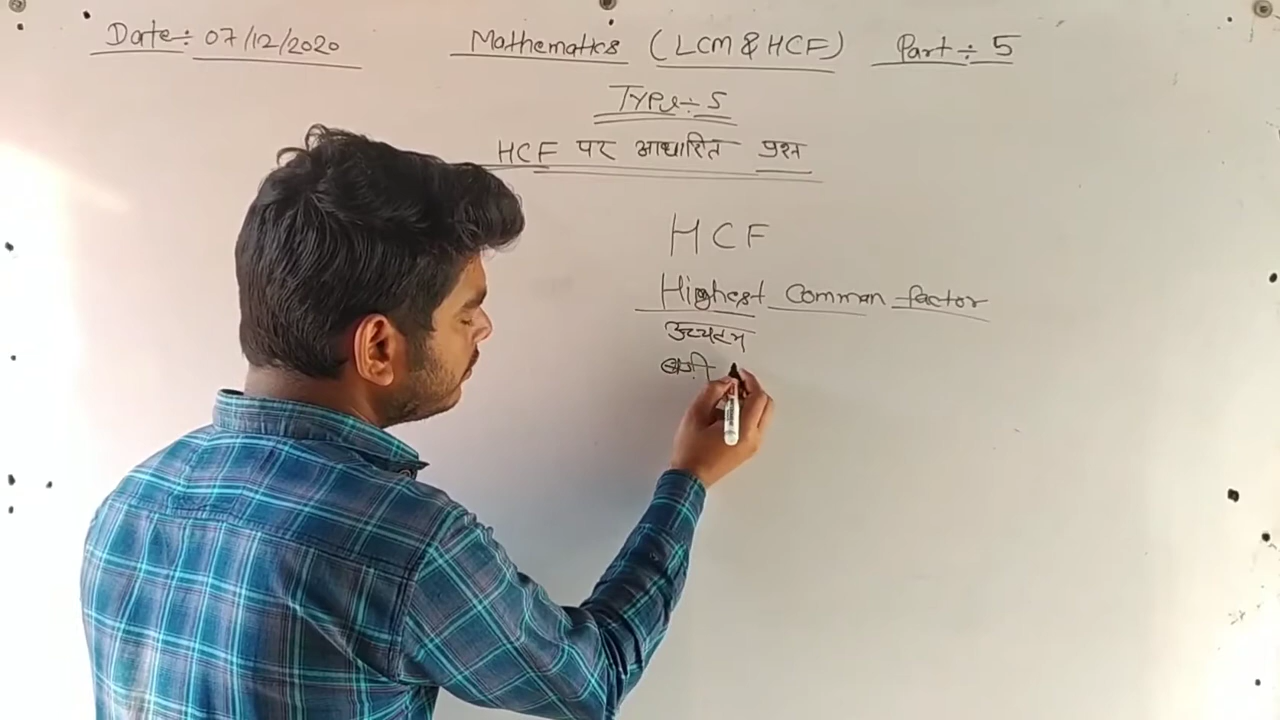 Date:- 07/12/2020 Mathematics (LCM & HCF) Part ÷ 5
Type ÷ 5
HCF पर आधारित प्रश्न
HCF
Highest Comman factor
उच्चतम